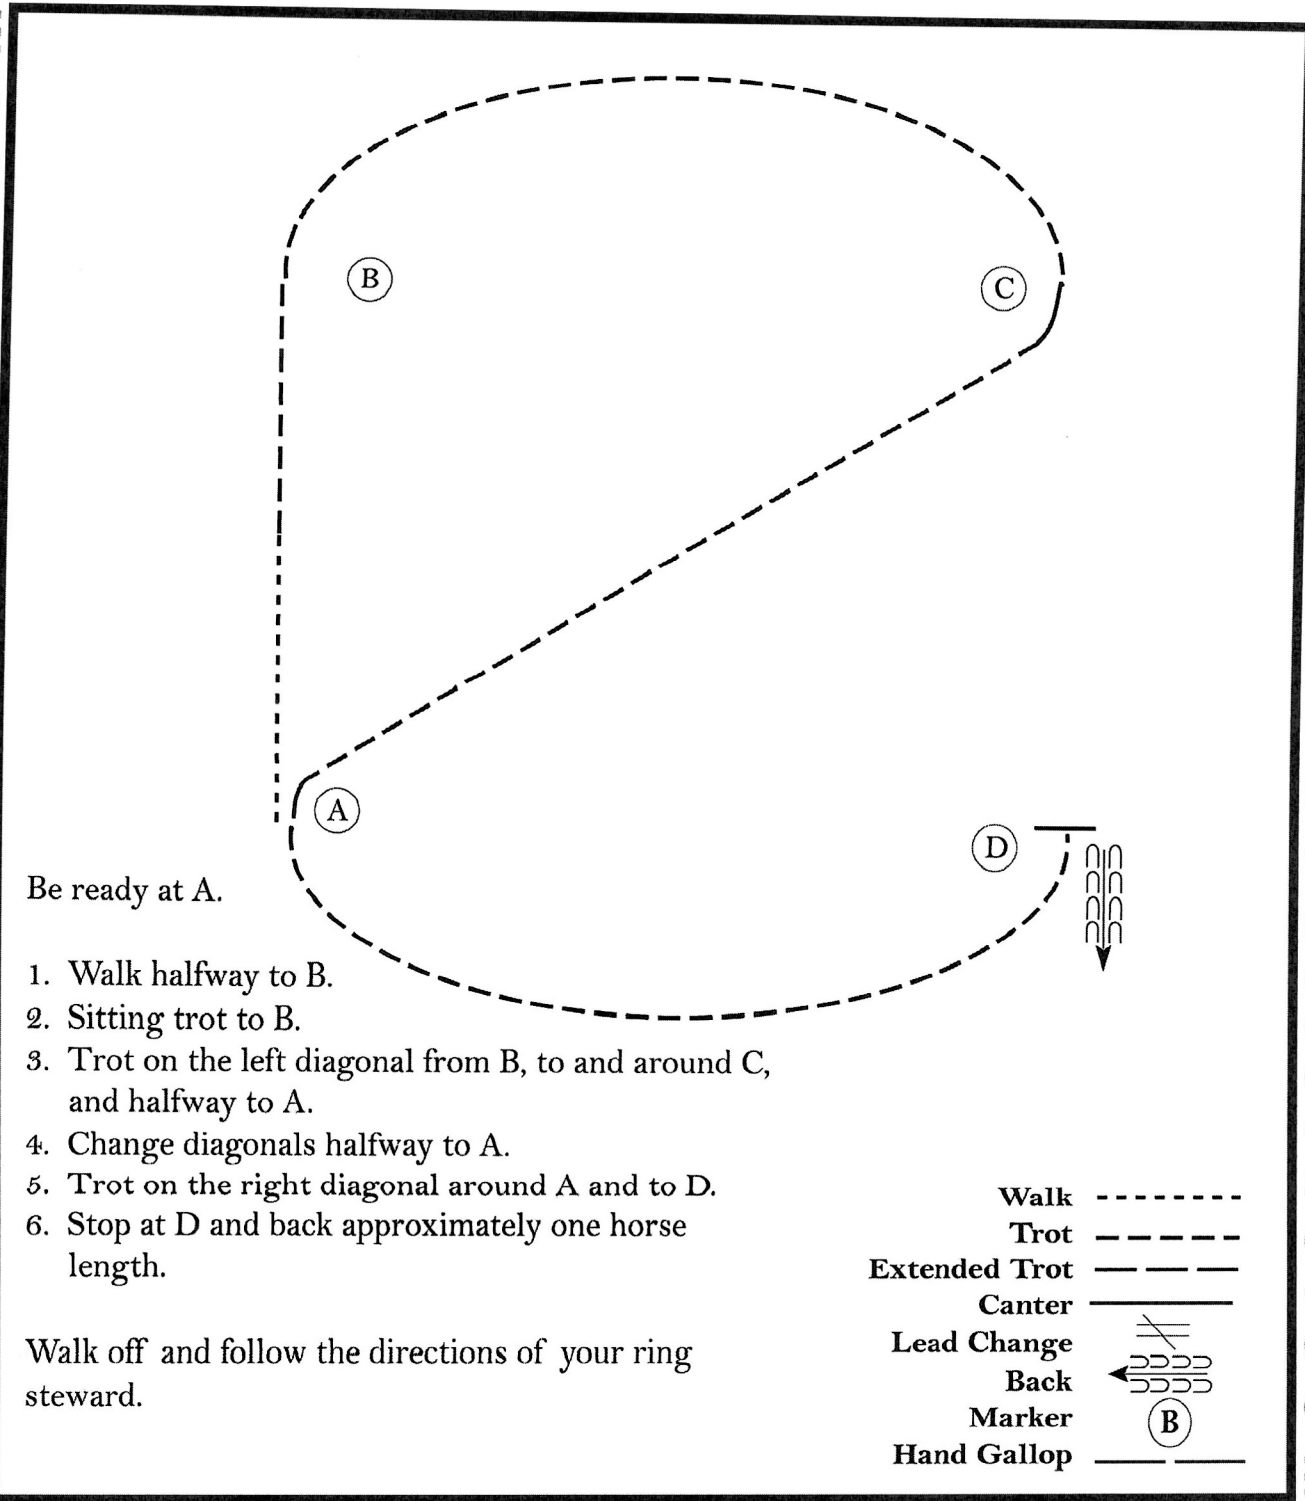 B
C
A
D
Be ready at A.
1. Walk halfway to B.
2. Sitting trot to B.
3. Trot on the left diagonal from B, to and around C,
and halfway to A.
4. Change diagonals halfway to A.
5. Trot on the right diagonal around A and to D.
6. Stop at D and back approximately one horse
length.
Walk off and follow the directions of your ring
steward.
Walk
Trot
Extended Trot
Canter
Lead Change
Back
Marker B
Hand Gallop